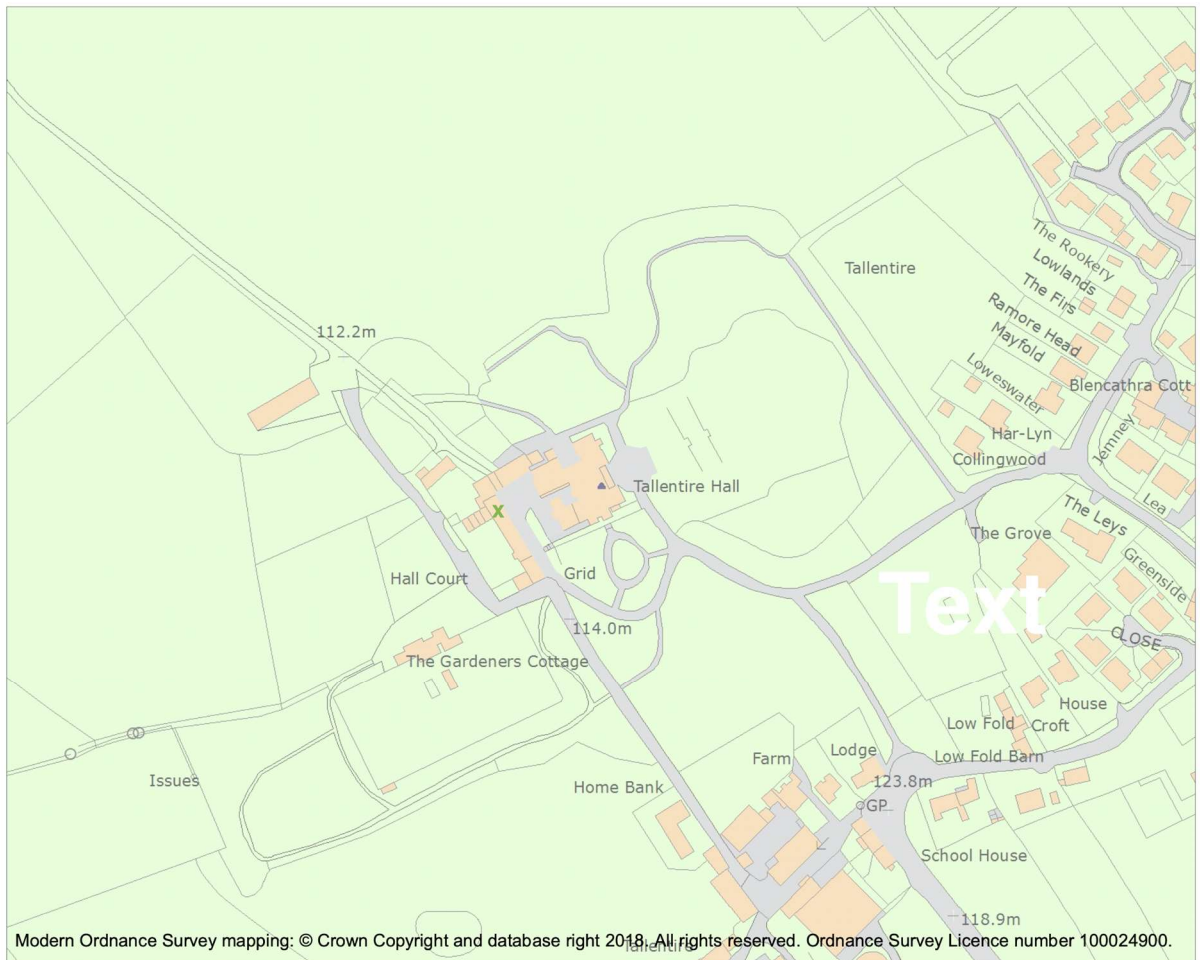 The Rookery
Lowlands
Tallentire
The Firs
Ramore Head
112.2m
Mayfold
Loweswater
Blencathra Cott
Har-Lyn
Jemney
Collingwood
Tallentire Hall
Lea
x
The Leys
The Grove
Greenside
Hall Court
Grid
Text
114.0m
CLOSE
The Gardeners Cottage
House
Low Fold
Croft
Lodge
Farm
Low Fold Barn
Issues
123.8m
Home Bank
GP
School House
118.9m
Modern Ordnance Survey mapping: © Crown Copyright and database right 2018. All rights reserved. Ordnance Survey Licence number 100024900.
Tallentire